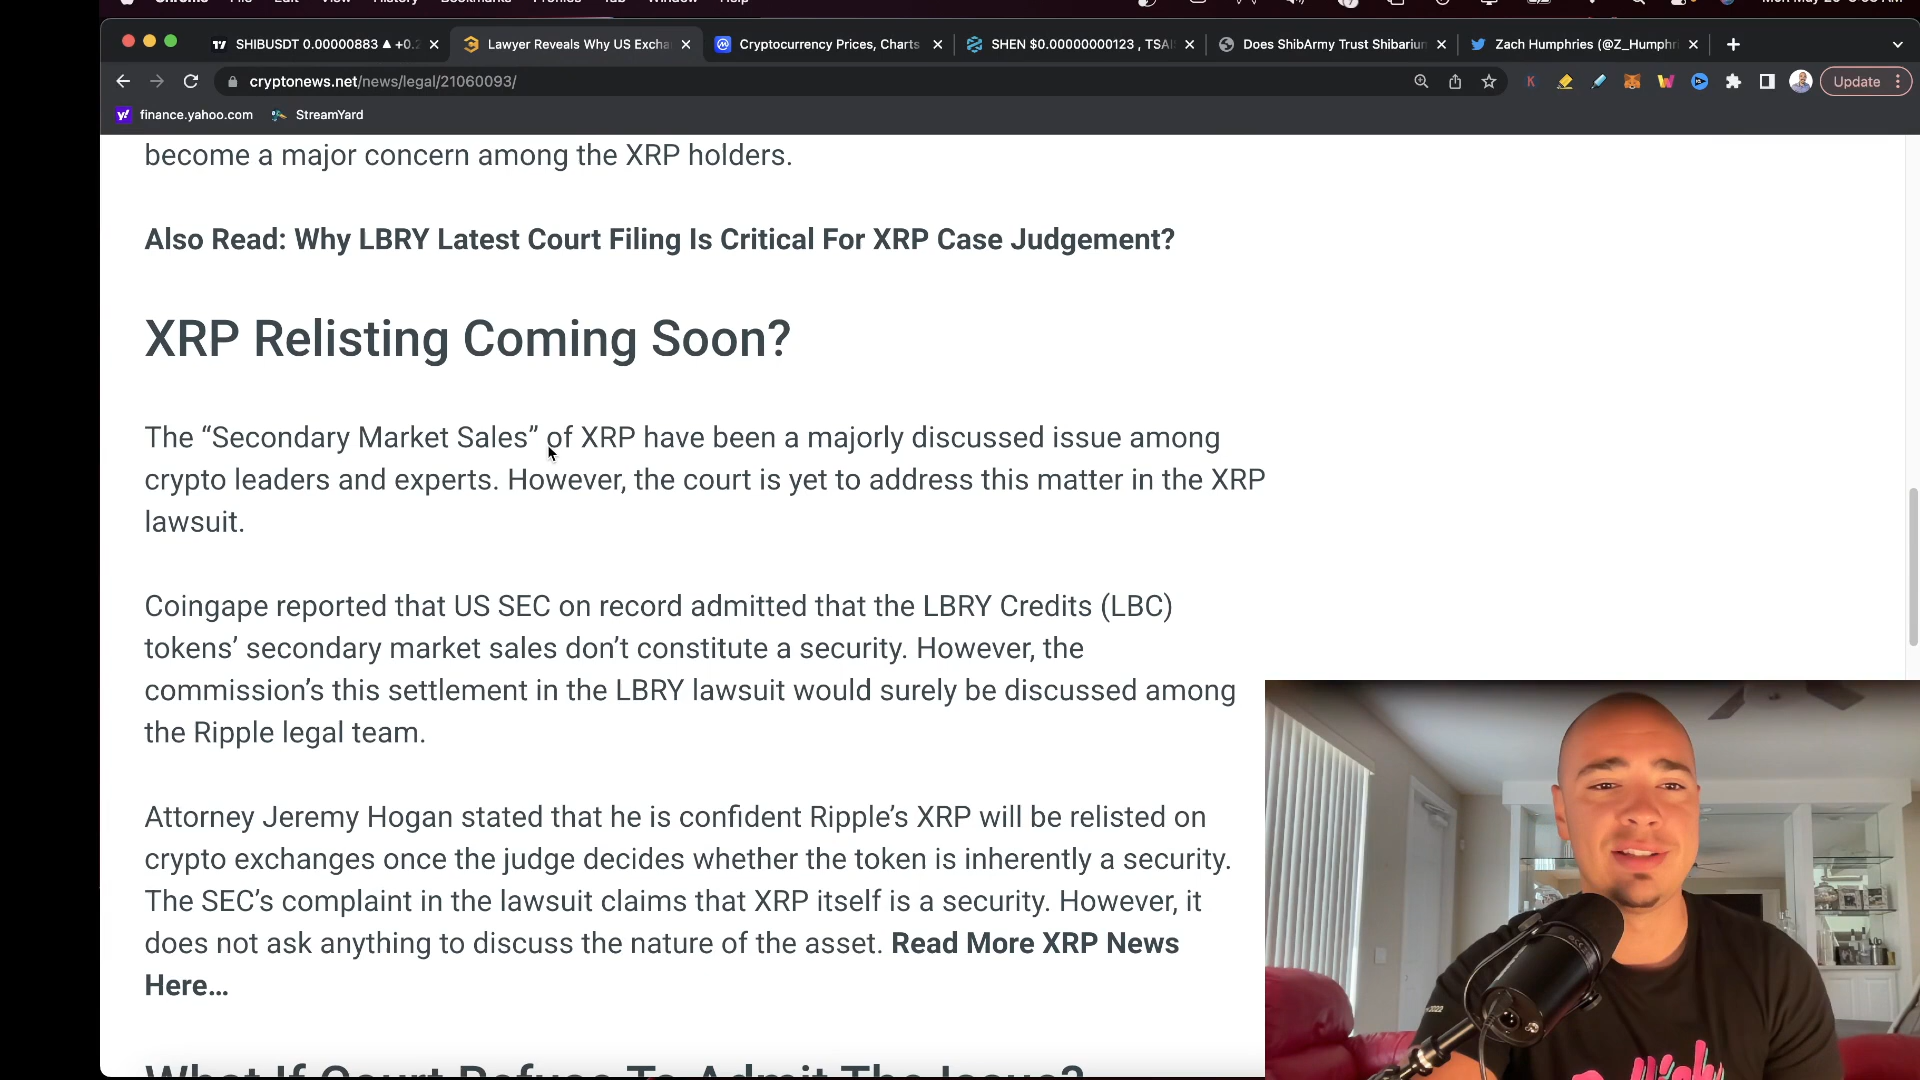 SHIBUSDT 0.00000883 ▲ +0.2
Lawyer Reveals Why US Excha
Cryptocurrency Prices, Charts
SHEN $0.00000000123 , TSA
Does ShibArmy Trust Shibariun
Zach Humphries (@Z_Humphr
cryptonews.net/news/legal/21060093/
Update
finance.yahoo.com
StreamYard
become a major concern among the XRP holders.
Also Read: Why LBRY Latest Court Filing Is Critical For XRP Case Judgement?
XRP Relisting Coming Soon?
The “Secondary Market Sales” of XRP have been a majorly discussed issue among
crypto leaders and experts. However, the court is yet to address this matter in the XRP
lawsuit.
Coingape reported that US SEC on record admitted that the LBRY Credits (LBC)
tokens’ secondary market sales don’t constitute a security. However, the
commission’s this settlement in the LBRY lawsuit would surely be discussed among
the Ripple legal team.
Attorney Jeremy Hogan stated that he is confident Ripple’s XRP will be relisted on
crypto exchanges once the judge decides whether the token is inherently a security.
The SEC’s complaint in the lawsuit claims that XRP itself is a security. However, it
does not ask anything to discuss the nature of the asset. Read More XRP News
Here…
What If Court Refuse To Admit The Issue?